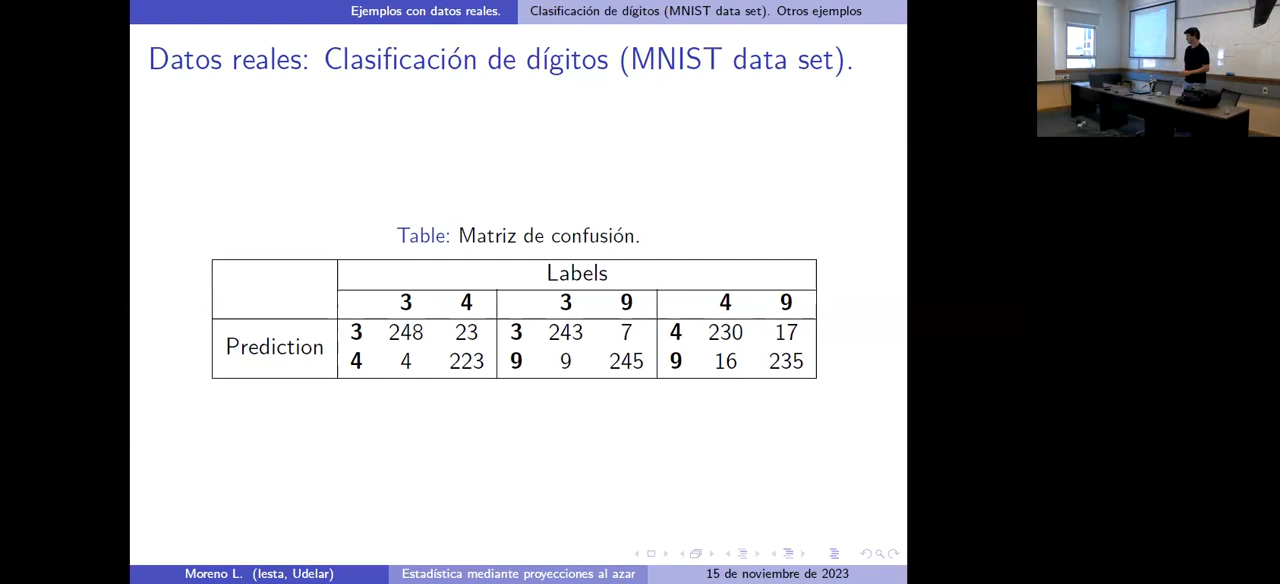 Ejemplos con datos reales. Clasificación de dígitos (MNIST data set). Otros ejemplos
Datos reales: Clasificación de dígitos (MNIST data set).
Table: Matriz de confusión.
Labels
3 4 3 9 4 9
Prediction
3 248 23 3 243 7 4 230 17
4 4 223 9 9 245 9 16 235
Moreno L. (Iesta, Udelar) Estadística mediante proyecciones al azar 15 de noviembre de 2023